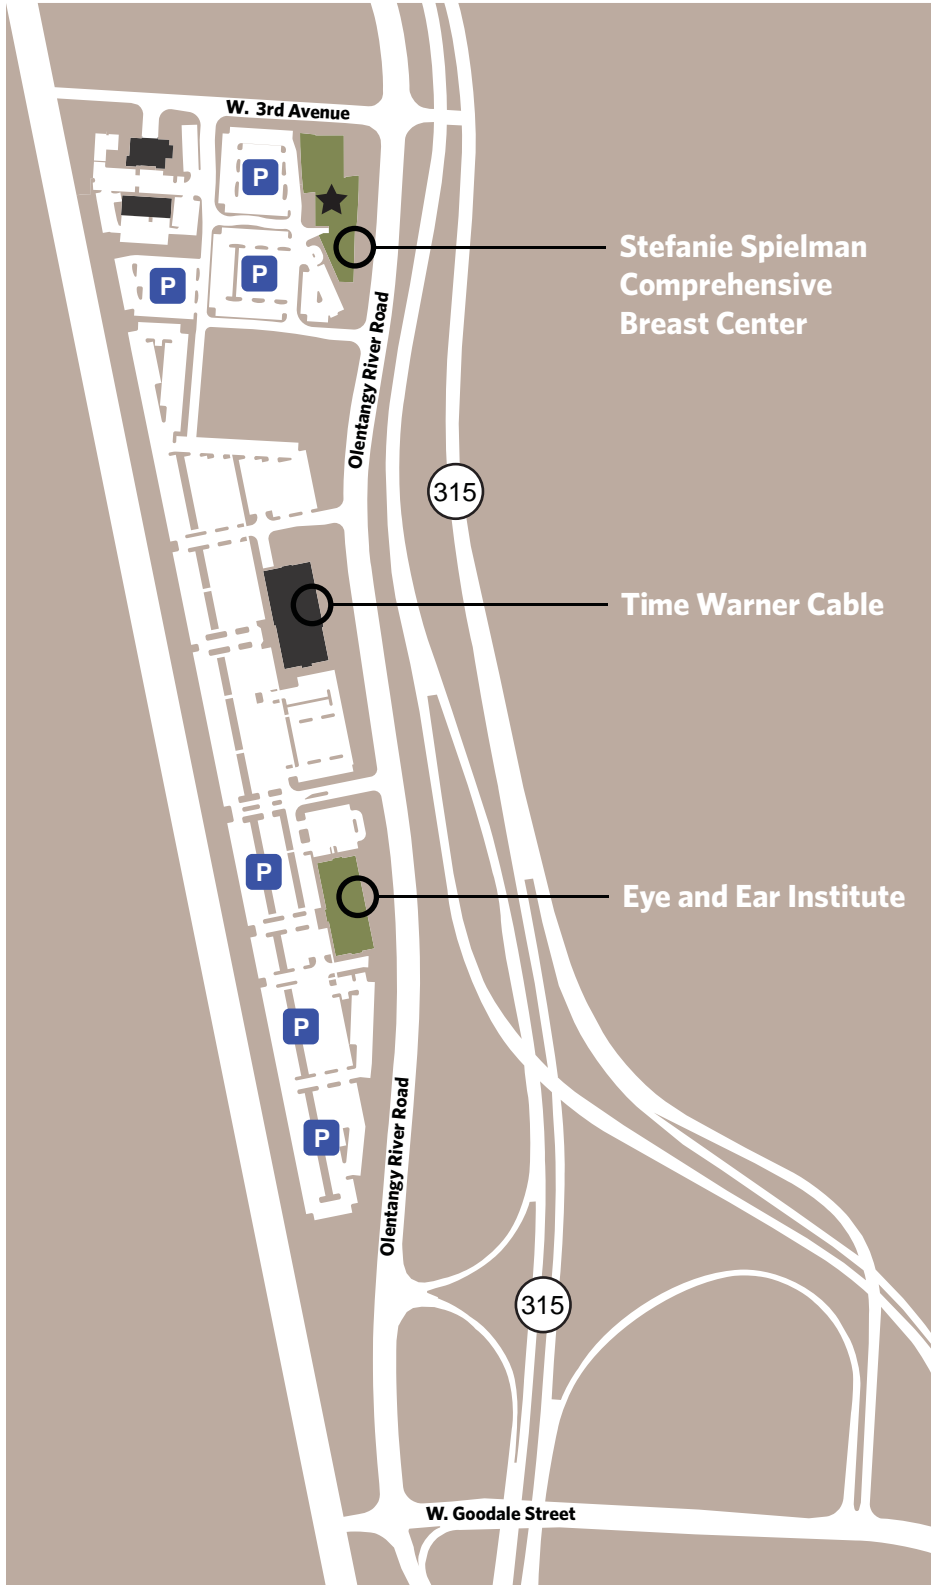 W. 3rd Avenue
P
P
P
Stefanie Spielman
Comprehensive
Breast Center
Olentangy River Road
315
Time Warner Cable
P
Eye and Ear Institute
P
P
Olentangy River Road
315
W. Goodale Street